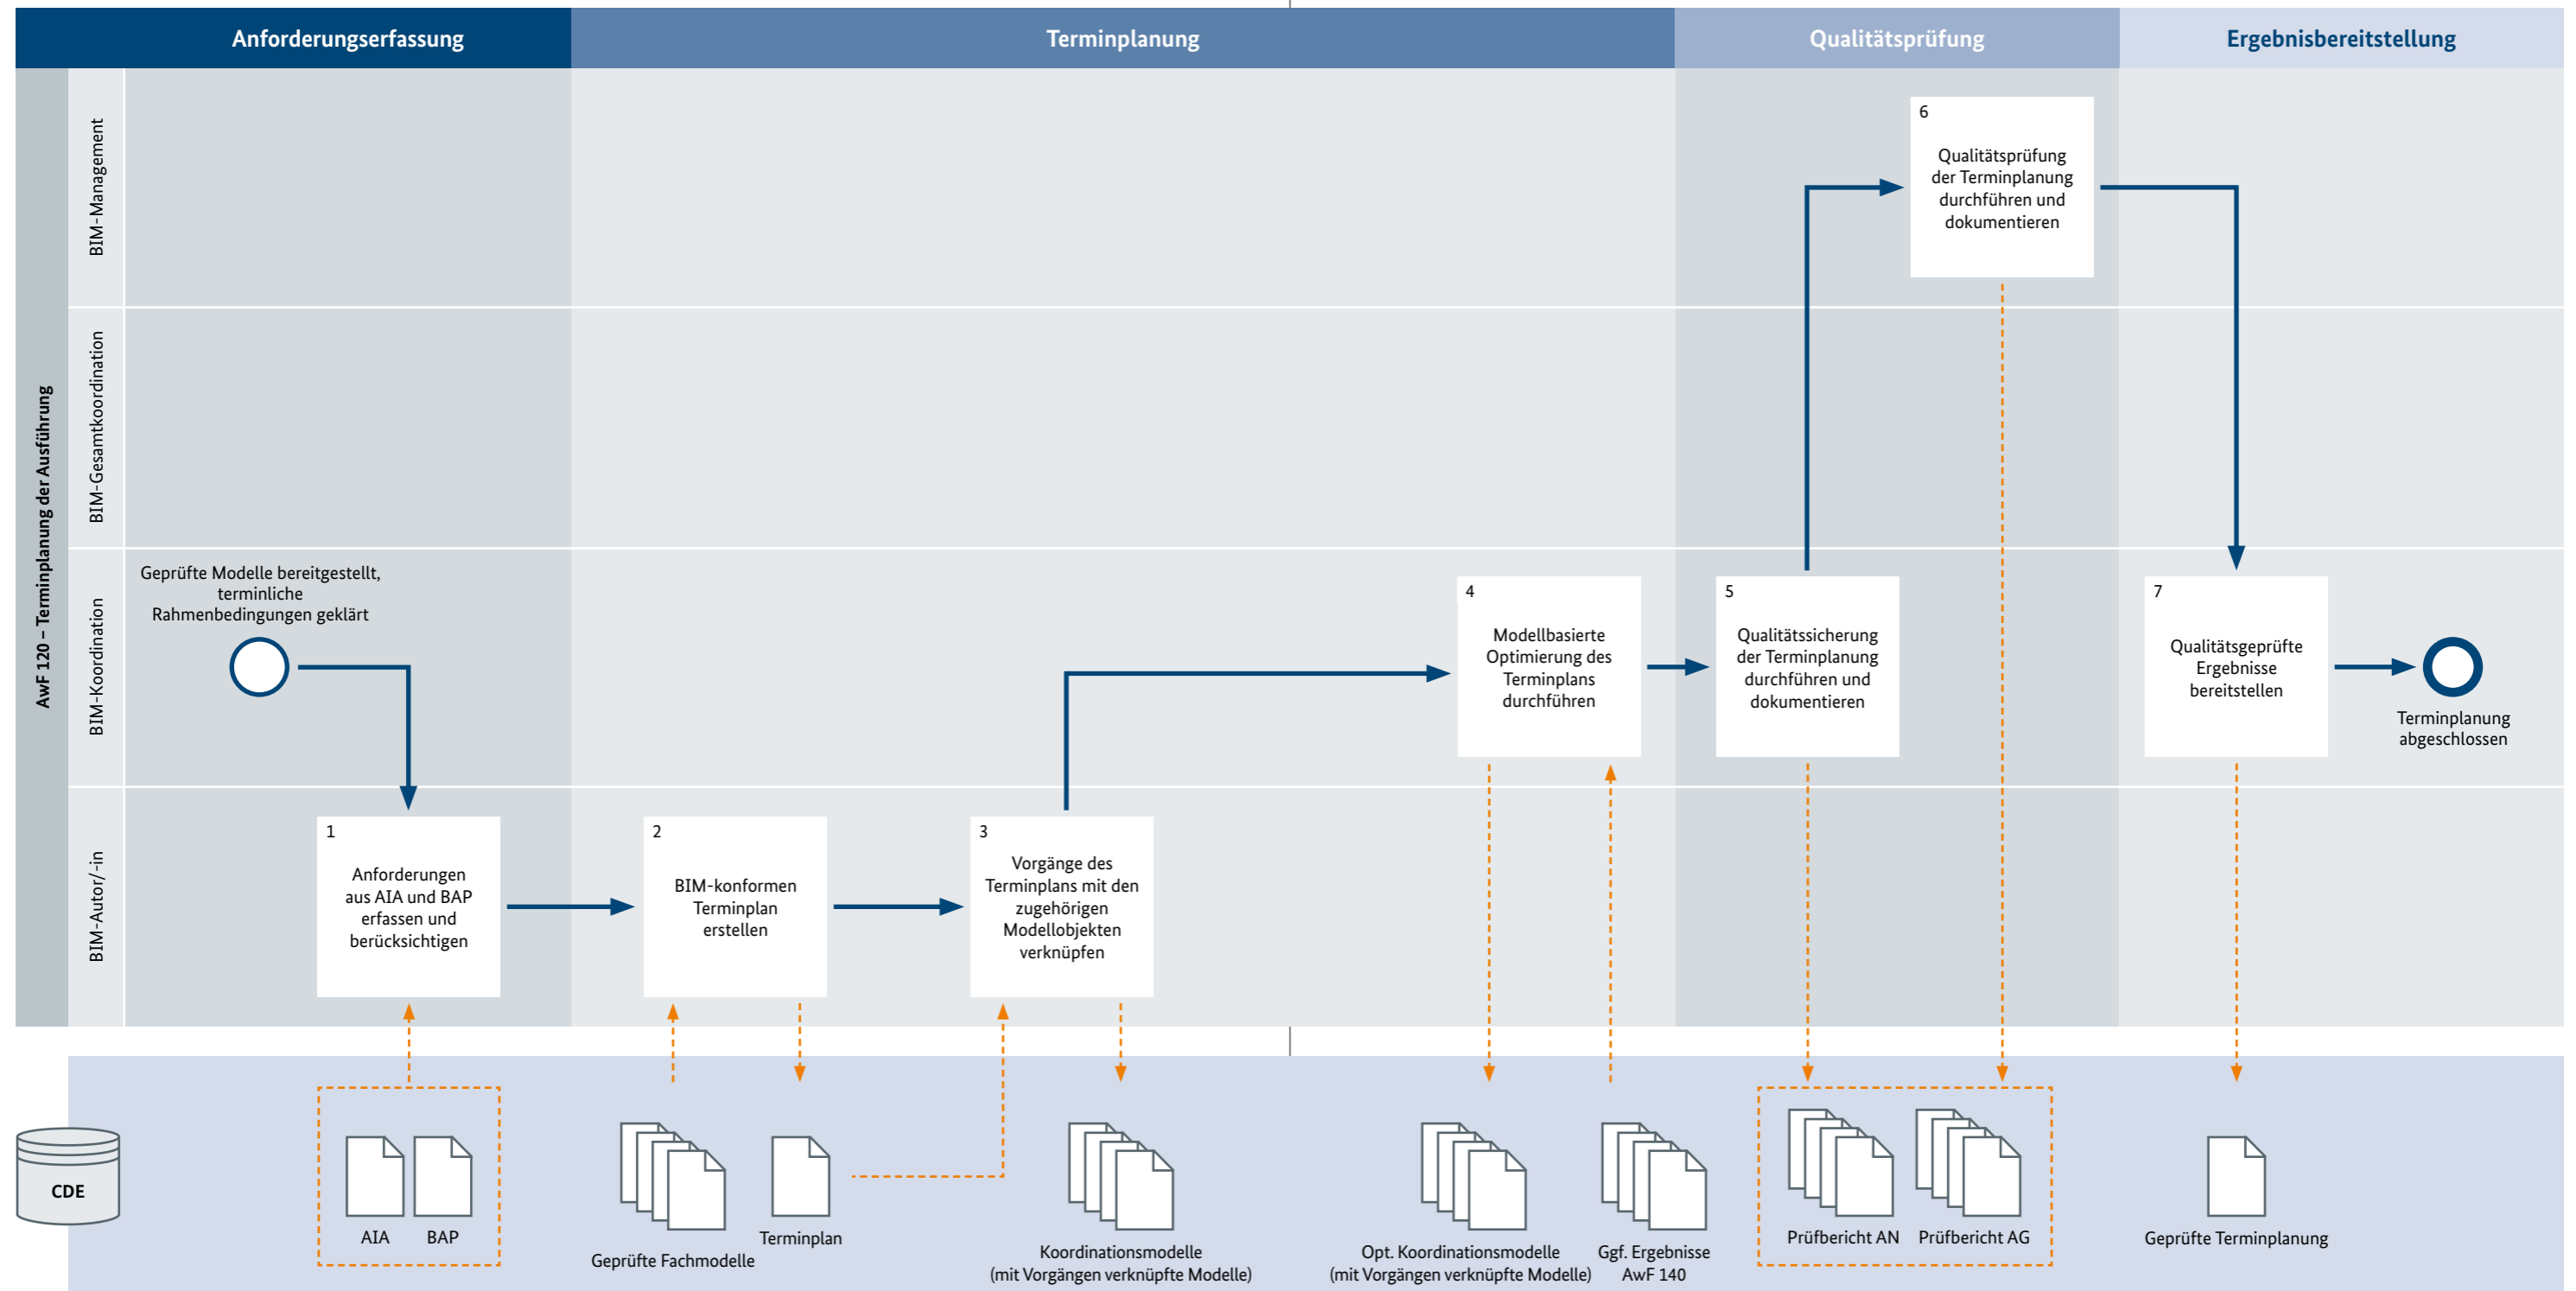 Anforderungserfassung
Terminplanung
Qualitätsprüfung
Ergebnisbereitstellung
AwF 120 – Terminplanung der Ausführung
BIM-Management
6
Qualitätsprüfung
der Terminplanung
durchführen und
dokumentieren
BIM-Gesamtkoordination
BIM-Koordination
Geprüfte Modelle bereitgestellt,
terminliche
Rahmenbedingungen geklärt
4
Modellbasierte
Optimierung des
Terminplans
durchführen
5
Qualitätssicherung
der Terminplanung
durchführen und
dokumentieren
7
Qualitätsgeprüfte
Ergebnisse
bereitstellen
Terminplanung
abgeschlossen
BIM-Autor/-in
1
Anforderungen
aus AIA und BAP
erfassen und
berücksichtigen
2
BIM-konformen
Terminplan
erstellen
3
Vorgänge des
Terminplans mit den
zugehörigen
Modellobjekten
verknüpfen
CDE
AIA
BAP
Geprüfte Fachmodelle
Terminplan
Koordinationsmodelle
(mit Vorgängen verknüpfte Modelle)
Opt. Koordinationsmodelle
(mit Vorgängen verknüpfte Modelle)
Ggf. Ergebnisse
AwF 140
Prüfbericht AN
Prüfbericht AG
Geprüfte Terminplanung